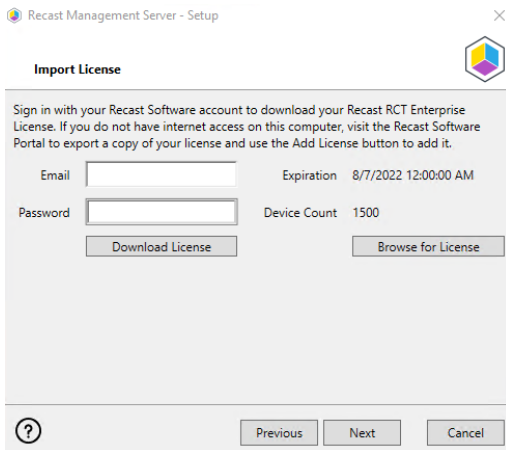 Recast Management Server - Setup
Import License
Sign in with your Recast Software account to download your Recast RCT Enterprise
License. If you do not have internet access on this computer, visit the Recast Software
Portal to export a copy of your license and use the Add License button to add it.
Email Expiration 8/7/2022 12:00:00 AM
Password Device Count 1500
Download License Browse for License
? Previous Next Cancel